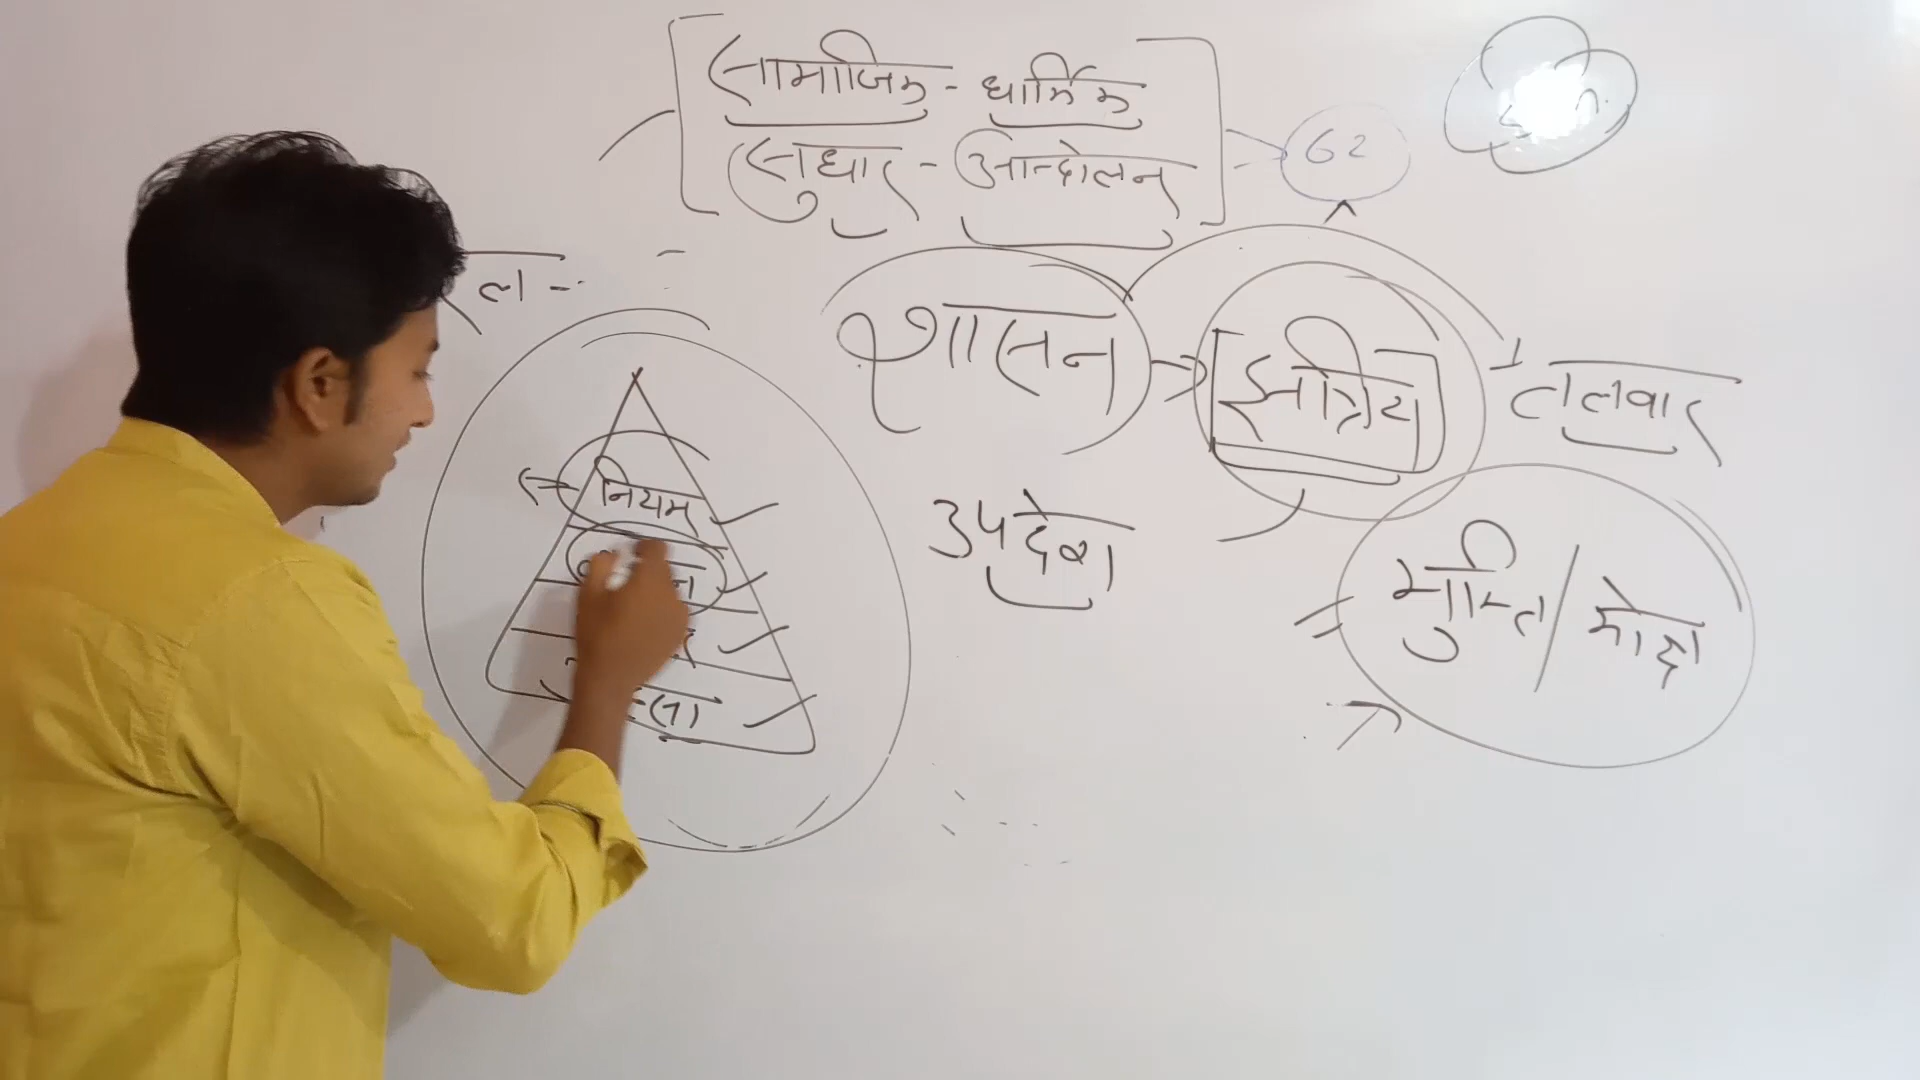 सामाजिक - धार्मिक
सुधार - आन्दोलन
62
शासन → क्षत्रिय
तलवार
नियम
उपदेश
मुक्ति / मोक्ष